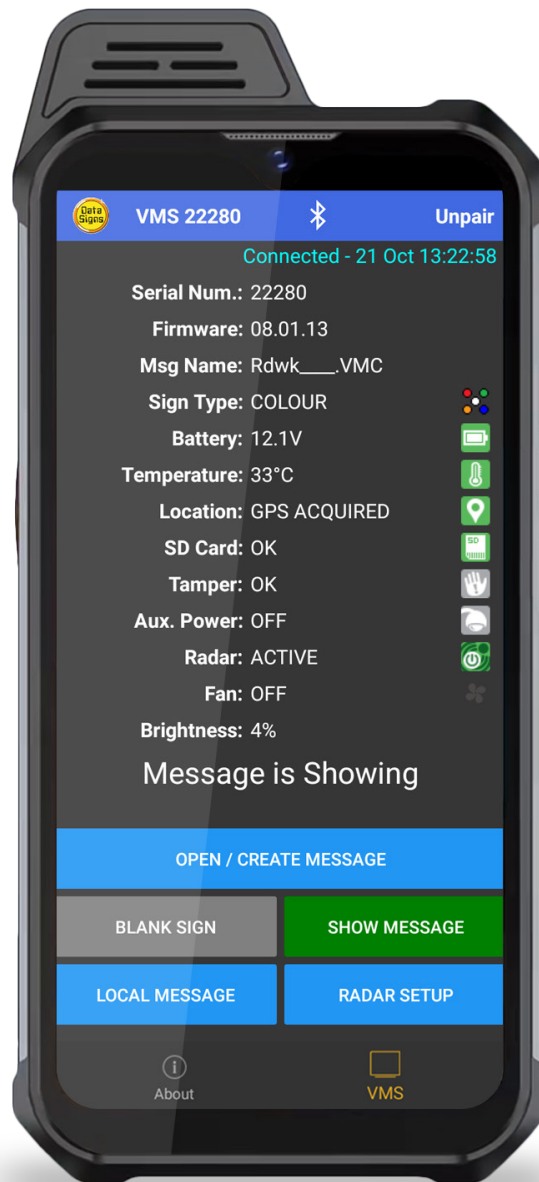 Data Signs
VMS 22280
Unpair
Connected - 21 Oct 13:22:58
Serial Num.: 22280
Firmware: 08.01.13
Msg Name: Rdwk____.VMC
Sign Type: COLOUR
Battery: 12.1V
Temperature: 33°C
Location: GPS ACQUIRED
SD Card: OK
SD
Tamper: OK
Aux. Power: OFF
Radar: ACTIVE
Fan: OFF
Brightness: 4%
Message is Showing
OPEN / CREATE MESSAGE
BLANK SIGN
SHOW MESSAGE
LOCAL MESSAGE
RADAR SETUP
About
VMS